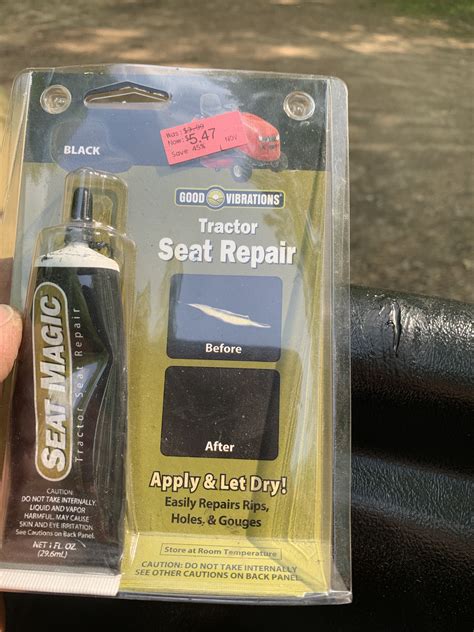 Was: $9.99
Now: $5.47 NOV
Save 45%
BLACK
GOOD VIBRATIONS
Tractor
Seat Repair
Before
After
SEAT MAGIC
Tractor Seat Repair
Apply & Let Dry!
Easily Repairs Rips,
Holes, & Gouges
CAUTION:
DO NOT TAKE INTERNALLY.
LIQUID AND VAPOR
HARMFUL. MAY CAUSE
SKIN AND EYE IRRITATION.
See Cautions on Back Panel.
NET 1 FL. OZ.
(29.6mL)
Store at Room Temperature
CAUTION: DO NOT TAKE INTERNALLY
SEE OTHER CAUTIONS ON BACK PANEL.